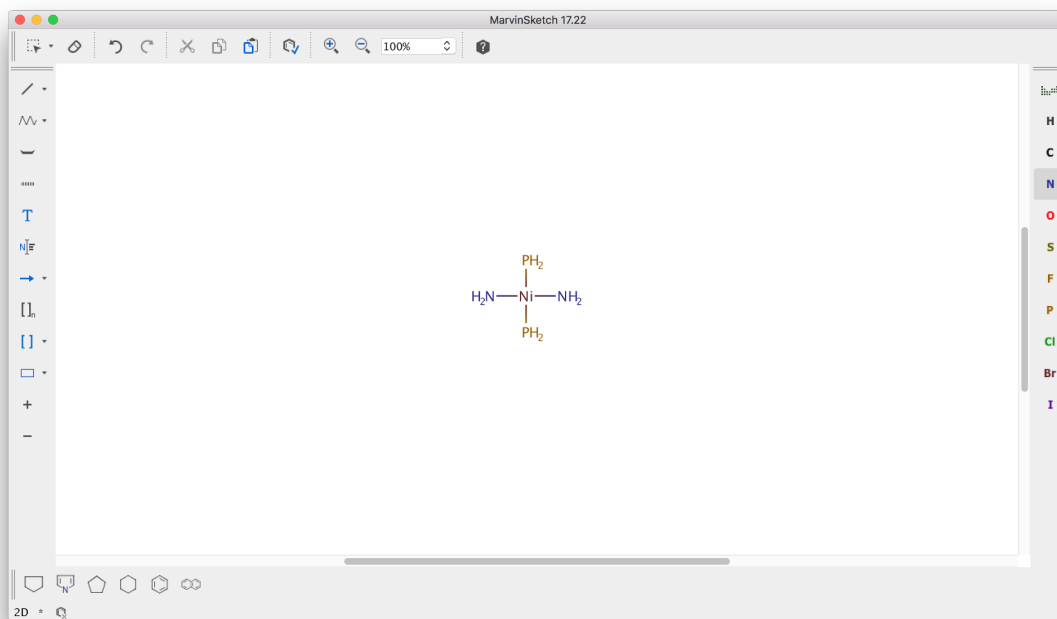 MarvinSketch 17.22
100%
?
H
C
T
N
N
O
[ ]n
S
F
P
[ ]
Cl
Br
+
I
−
PH2
H2N—Ni—NH2
PH2
N
2D *